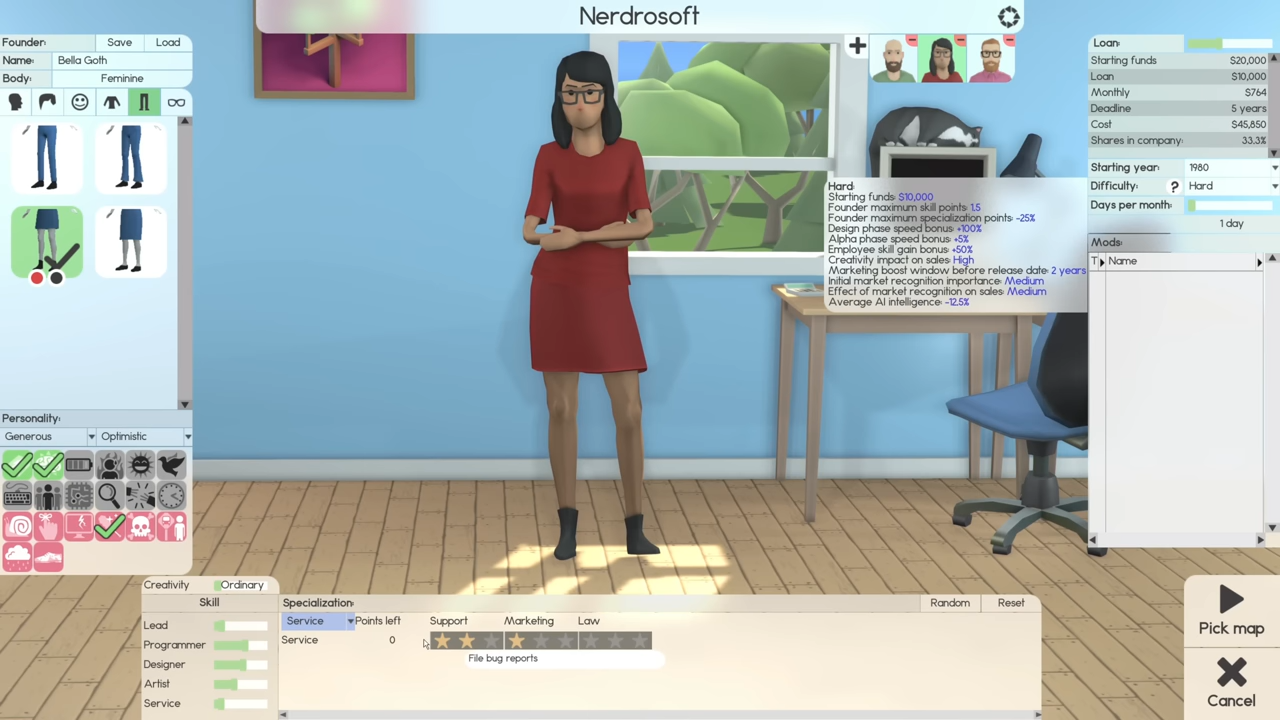 Nerdrosoft
Founder:
Save
Load
Name:
Bella Goth
Body:
Feminine
Personality:
Generous
Optimistic
Creativity
Ordinary
Skill
Lead
Programmer
Designer
Artist
Service
Specialization:
Random
Reset
Service
Points left
Support
Marketing
Law
Service
0
File bug reports
Hard:
Starting funds: $10,000
Founder maximum skill points: 1.5
Founder maximum specialization points: -25%
Design phase speed bonus: +100%
Alpha phase speed bonus: +5%
Employee skill gain bonus: +50%
Creativity impact on sales: High
Marketing boost window before release date: 2 years
Initial market recognition importance: Medium
Effect of market recognition on sales: Medium
Average AI intelligence: -12.5%
Loan:
Starting funds $20,000
Loan $10,000
Monthly $764
Deadline 5 years
Cost $45,850
Shares in company: 33.3%
Starting year: 1980
Difficulty: ? Hard
Days per month:
1 day
Mods:
T
Name
Pick map
Cancel